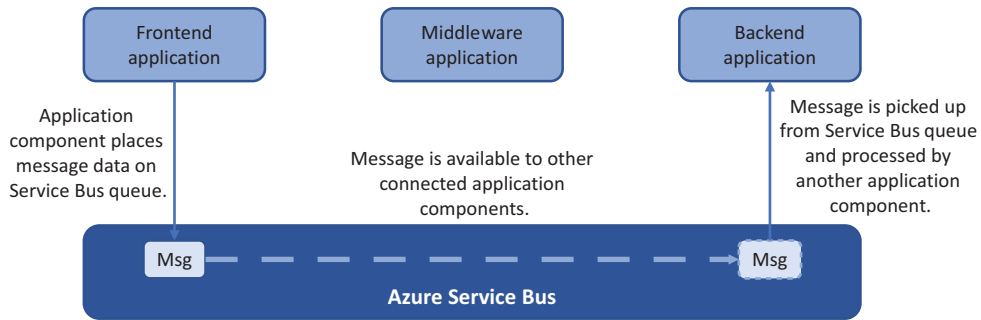 Frontend
application
Middleware
application
Backend
application
Application
component places
message data on
Service Bus queue.
Message is available to other
connected application
components.
Message is picked up
from Service Bus queue
and processed by
another application
component.
Msg
Msg
Azure Service Bus